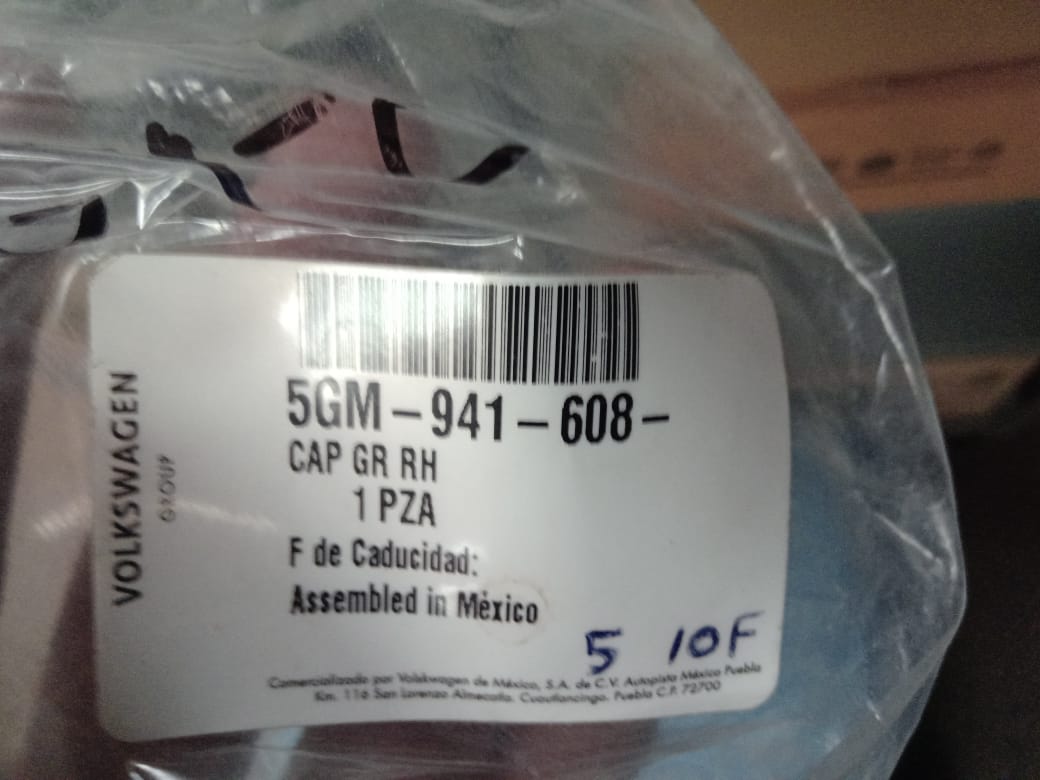 VOLKSWAGEN
GROUP
5GM-941-608-
CAP GR RH
1 PZA
F de Caducidad:
Assembled in México
5 10F
Comercializado por Volkswagen de México, S.A. de C.V. Autopista México Puebla
Km. 116 San Lorenzo Almecatla. Cuautlancingo. Puebla C.P. 72700